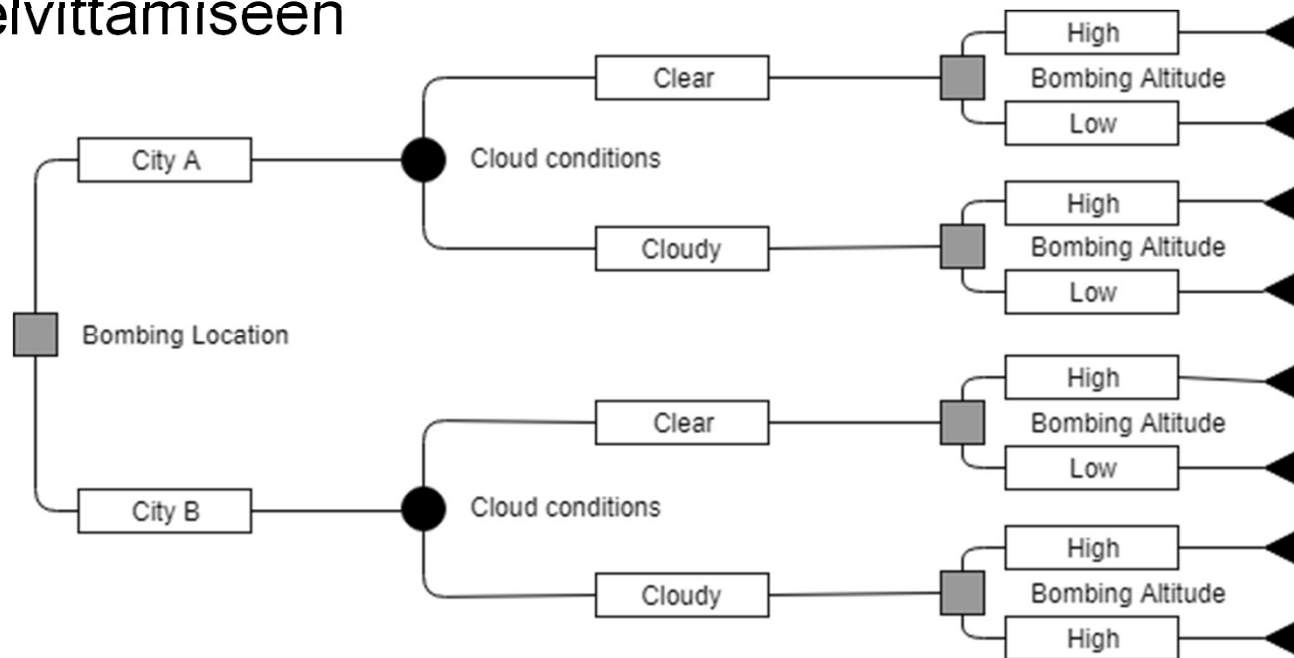 elvittämiseen
High
Clear
Bombing Altitude
Low
City A
Cloud conditions
High
Cloudy
Bombing Altitude
Low
Bombing Location
High
Clear
Bombing Altitude
Low
City B
Cloud conditions
High
Cloudy
Bombing Altitude
High